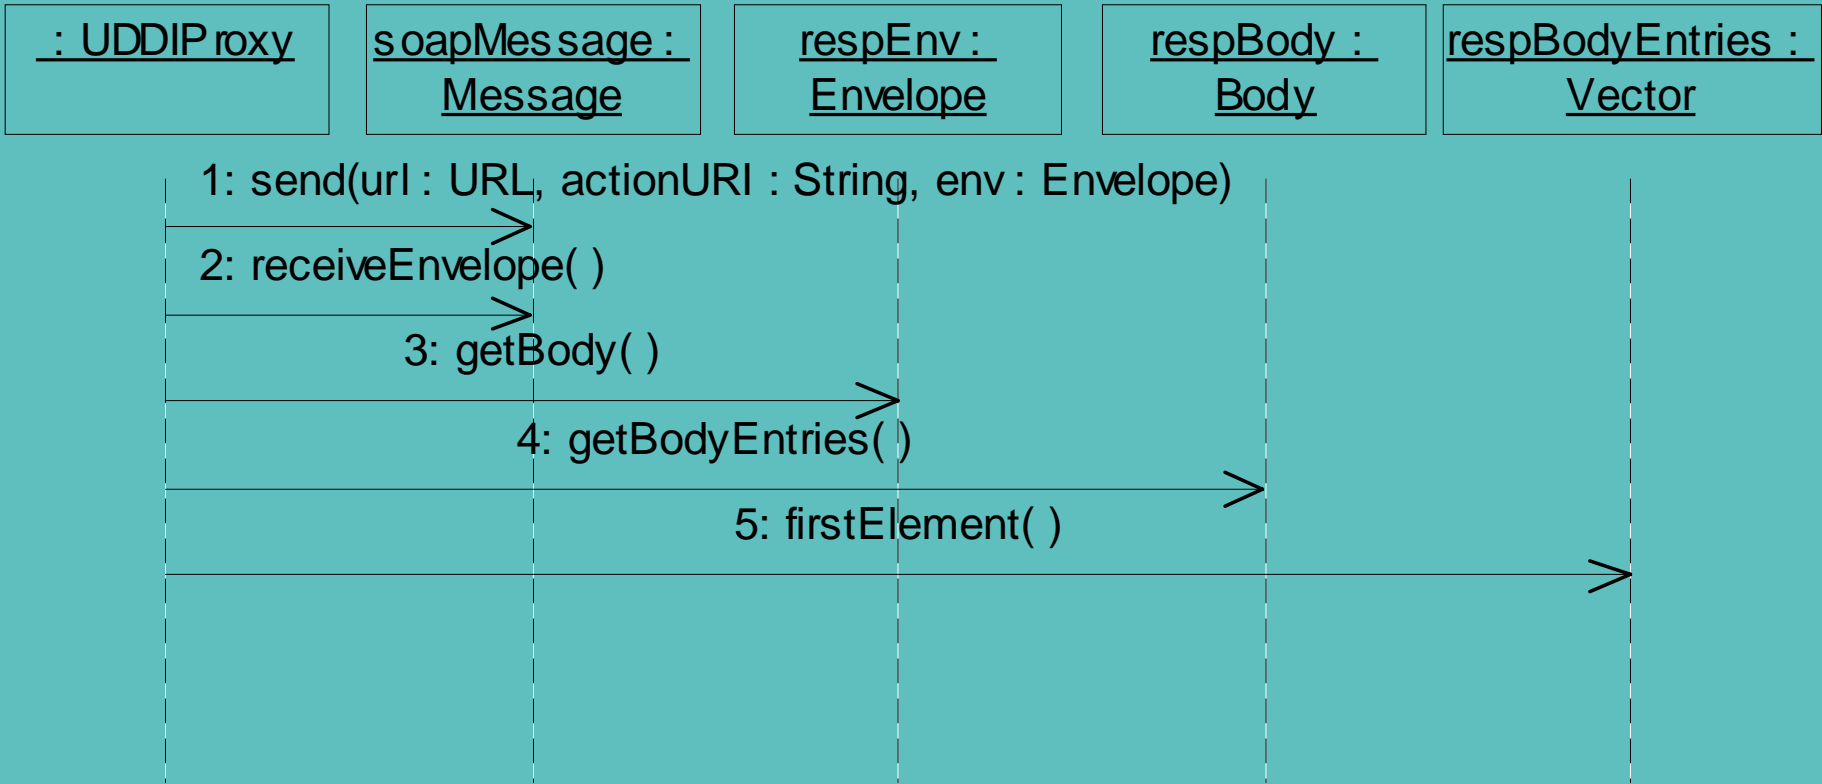 : UDDIProxy
soapMessage :
Message
respEnv :
Envelope
respBody :
Body
respBodyEntries :
Vector
1: send(url : URL, actionURI : String, env : Envelope)
2: receiveEnvelope( )
3: getBody( )
4: getBodyEntries( )
5: firstElement( )